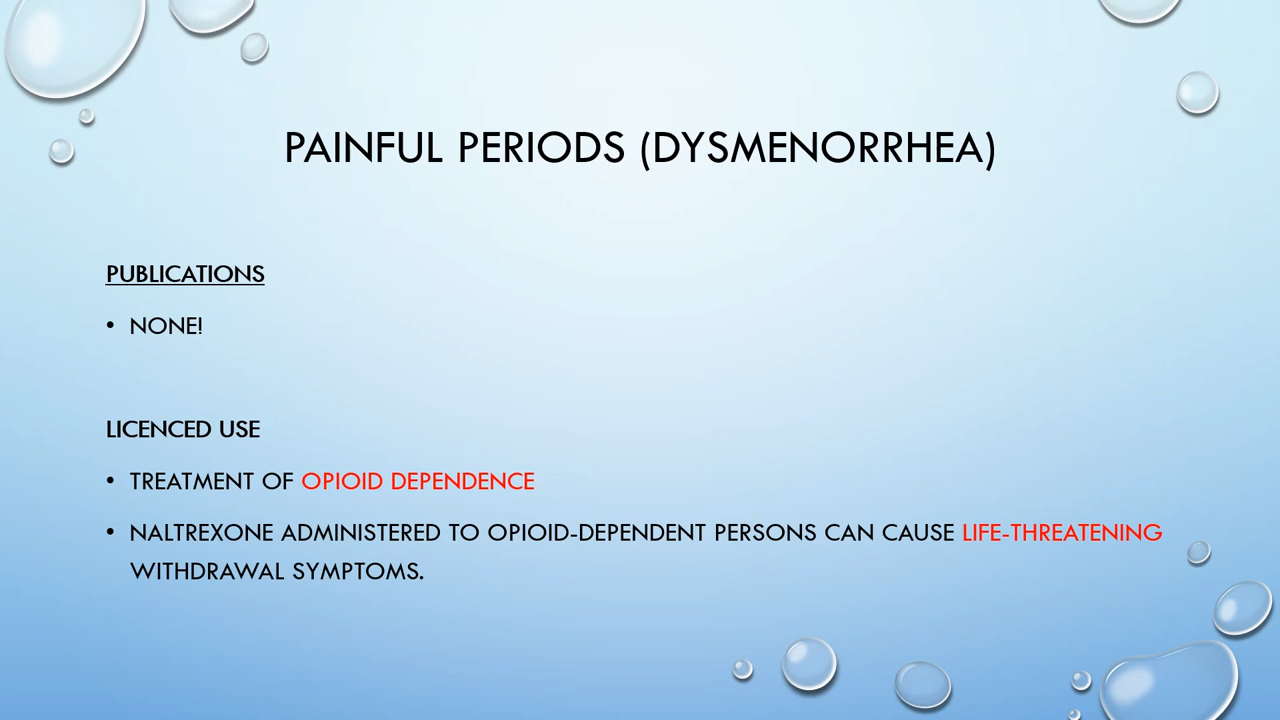 PAINFUL PERIODS (DYSMENORRHEA)
PUBLICATIONS
• NONE!
LICENCED USE
• TREATMENT OF OPIOID DEPENDENCE
• NALTREXONE ADMINISTERED TO OPIOID-DEPENDENT PERSONS CAN CAUSE LIFE-THREATENING
WITHDRAWAL SYMPTOMS.